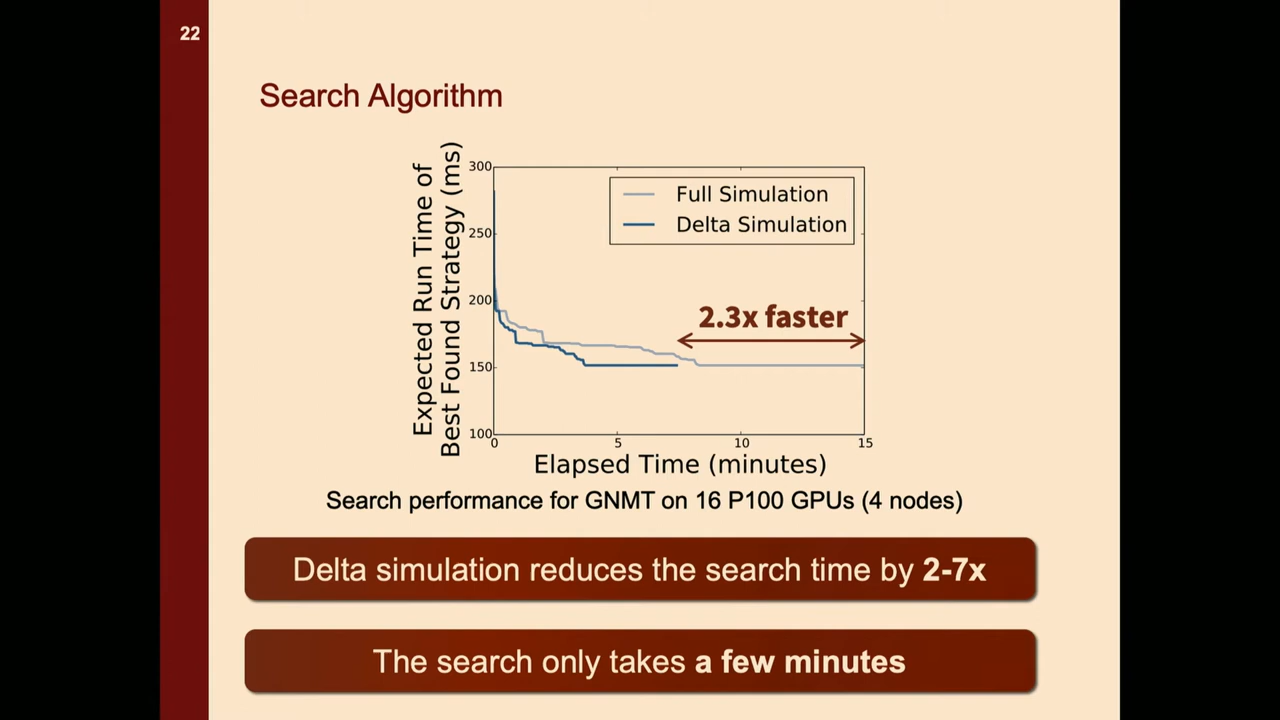 22
Search Algorithm
Expected Run Time of
Best Found Strategy (ms)
300
250
200
150
100
Full Simulation
Delta Simulation
2.3x faster
0 5 10 15
Elapsed Time (minutes)
Search performance for GNMT on 16 P100 GPUs (4 nodes)
Delta simulation reduces the search time by 2-7x
The search only takes a few minutes